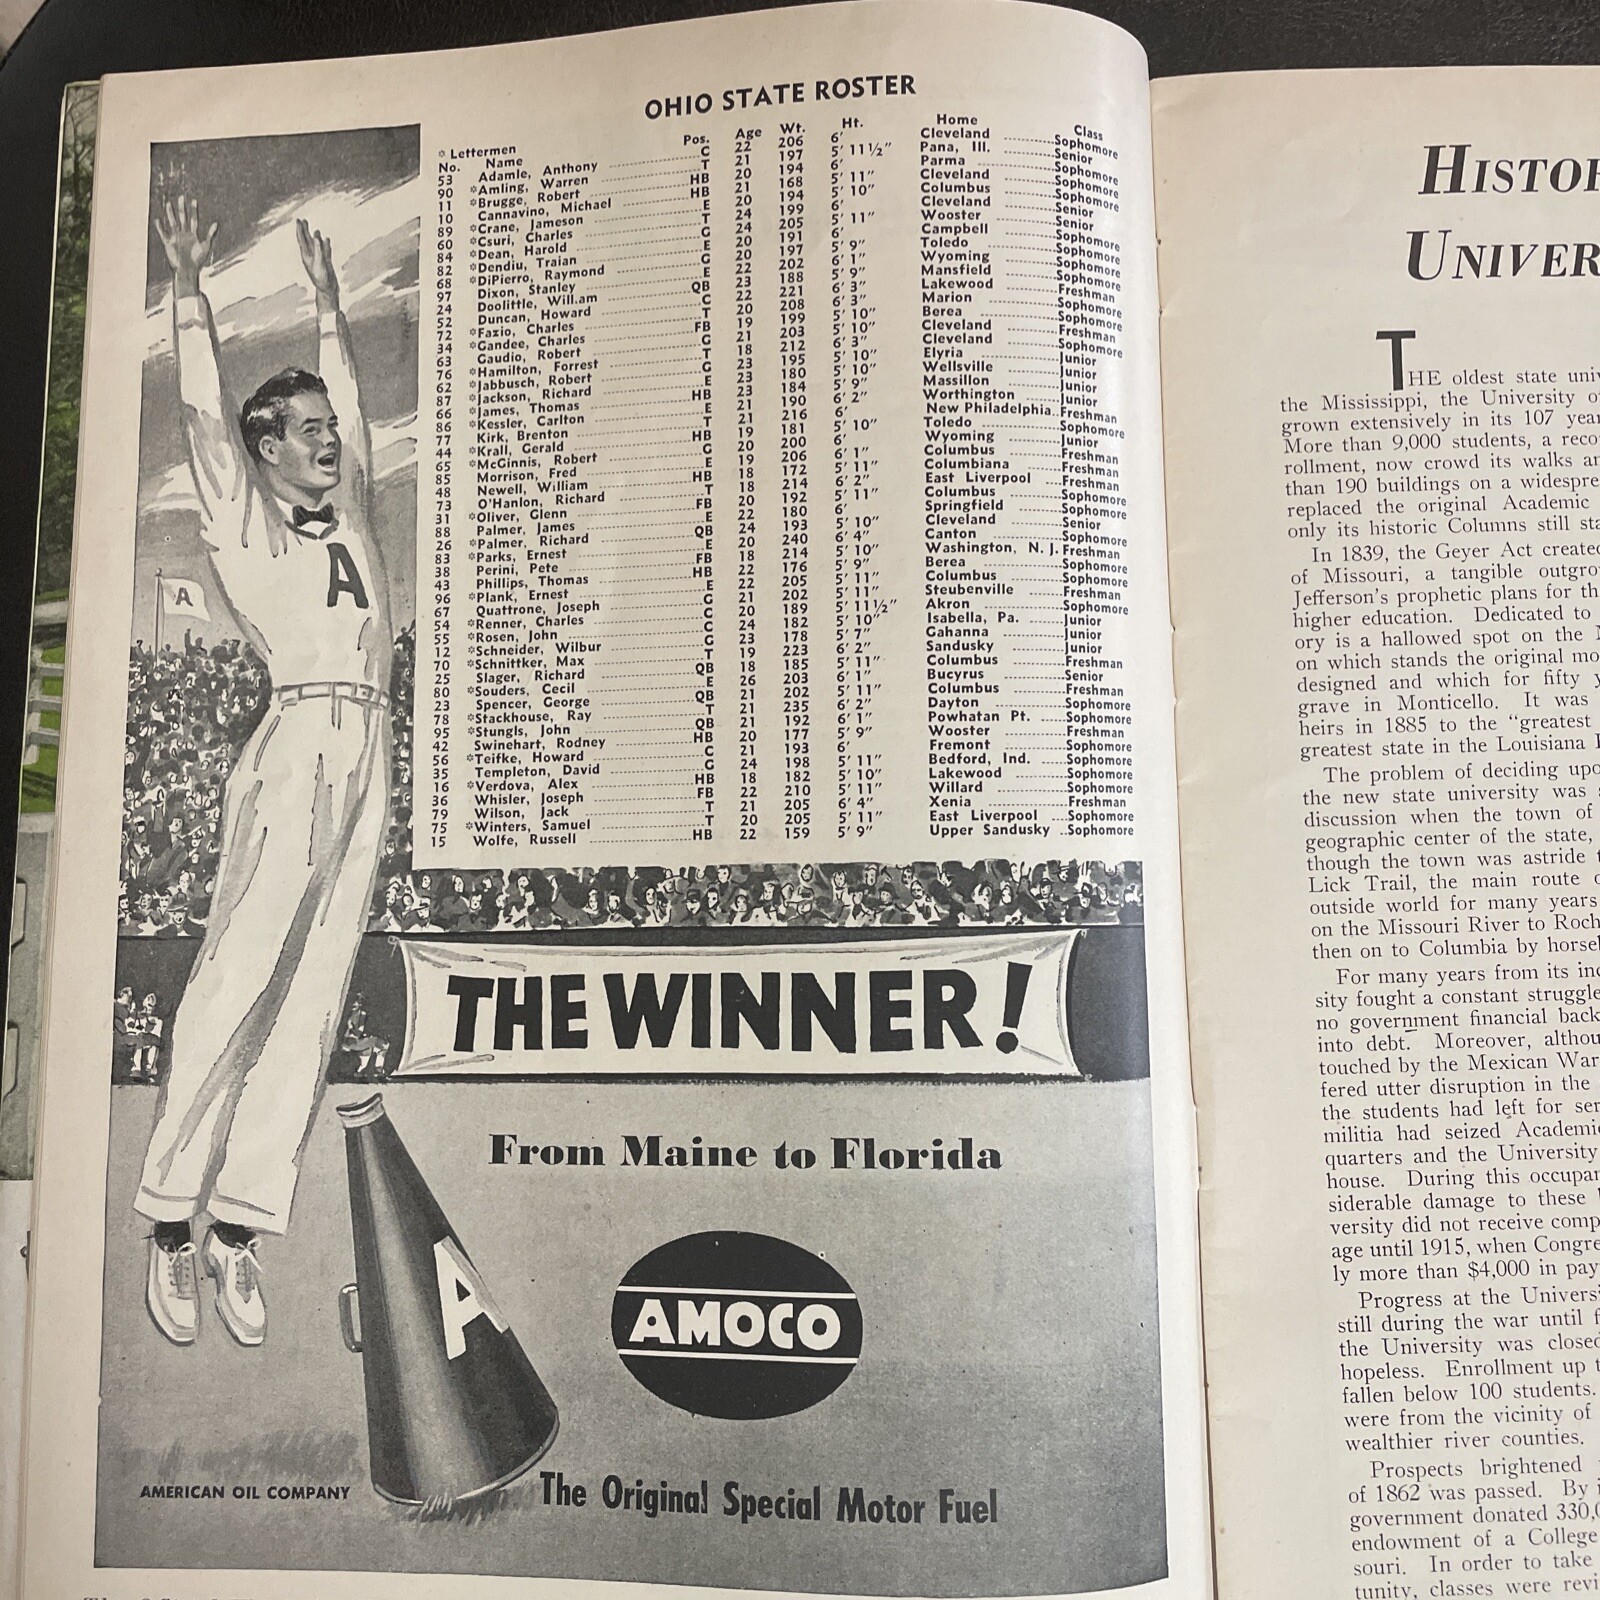 OHIO STATE ROSTER
* Lettermen
No. Name Pos. Age Wt. Ht. Home Class
53 Adamle, Anthony C 22 206 6' Cleveland Sophomore
90 *Amling, Warren T 21 197 5' 11½" Pana, Ill. Senior
11 *Brugge, Robert HB 20 194 6' Parma Sophomore
10 Cannavino, Michael HB 21 168 5' 11" Cleveland Sophomore
89 *Crane, Jameson E 20 194 5' 10" Columbus Sophomore
60 *Csuri, Charles T 24 199 6' Cleveland Senior
84 *Dean, Harold G 24 205 5' 11" Wooster Senior
82 *Dendiu, Traian E 20 191 6' Campbell Sophomore
68 *DiPierro, Raymond G 20 197 5' 9" Toledo Sophomore
97 Dixon, Stanley E 22 202 6' 1" Wyoming Sophomore
24 Doolittle, Will.am QB 23 188 5' 9" Mansfield Sophomore
52 Duncan, Howard C 22 221 6' 3" Lakewood Freshman
72 *Fazio, Charles T 20 208 6' 3" Marion Sophomore
34 *Gandee, Charles FB 19 199 5' 10" Berea Sophomore
63 Gaudio, Robert G 21 203 5' 10" Cleveland Freshman
76 *Hamilton, Forrest T 18 212 6' 3" Cleveland Sophomore
62 *Jabbusch, Robert G 23 195 5' 10" Elyria Junior
87 *Jackson, Richard E 23 180 5' 10" Wellsville Junior
66 *James, Thomas HB 23 184 5' 9" Massillon Junior
86 *Kessler, Carlton E 21 190 6' 2" Worthington Junior
77 Kirk, Brenton T 21 216 6' New Philadelphia Freshman
44 *Krall, Gerald HB 19 181 5' 10" Toledo Sophomore
65 *McGinnis, Robert G 20 200 6' Wyoming Junior
85 Morrison, Fred E 19 206 6' 1" Columbus Freshman
48 Newell, William HB 18 172 5' 11" Columbiana Freshman
73 O'Hanlon, Richard T 18 214 6' 2" East Liverpool Freshman
31 *Oliver, Glenn FB 20 192 5' 11" Columbus Sophomore
88 Palmer, James E 22 180 6' Springfield Sophomore
26 *Palmer, Richard QB 24 193 5' 10" Cleveland Senior
83 *Parks, Ernest E 20 240 6' 4" Canton Sophomore
38 Perini, Pete FB 18 214 5' 10" Washington, N. J. Freshman
43 Phillips, Thomas HB 22 176 5' 9" Berea Sophomore
96 *Plank, Ernest E 22 205 5' 11" Columbus Sophomore
67 Quattrone, Joseph G 21 202 5' 11" Steubenville Freshman
54 *Renner, Charles C 20 189 5' 11½" Akron Sophomore
55 *Rosen, John C 24 182 5' 10" Isabella, Pa. Junior
12 *Schneider, Wilbur G 23 178 5' 7" Gahanna Junior
70 *Schnittker, Max T 19 223 6' 2" Sandusky Junior
25 Slager, Richard QB 18 185 5' 11" Columbus Freshman
80 *Souders, Cecil E 26 203 6' 1" Bucyrus Senior
23 Spencer, George QB 21 202 5' 11" Columbus Freshman
78 *Stackhouse, Ray T 21 235 6' 2" Dayton Sophomore
95 *Stungis, John QB 21 192 6' 1" Powhatan Pt. Sophomore
42 Swinehart, Rodney HB 20 177 5' 9" Wooster Freshman
56 *Teifke, Howard C 21 193 6' Fremont Sophomore
35 Templeton, David G 24 198 5' 11" Bedford, Ind. Sophomore
16 *Verdova, Alex HB 18 182 5' 10" Lakewood Sophomore
36 Whisler, Joseph FB 22 210 5' 11" Willard Sophomore
79 Wilson, Jack T 21 205 6' 4" Xenia Freshman
75 *Winters, Samuel T 20 205 5' 11" East Liverpool Sophomore
15 Wolfe, Russell HB 22 159 5' 9" Upper Sandusky Sophomore
A
A
THE WINNER!
From Maine to Florida
A
AMOCO
AMERICAN OIL COMPANY
The Original Special Motor Fuel
THE oldest state
the Mississippi, the University
grown extensively in its 107
More than 9,000 students, a
rollment, now crowd its walks
than 190 buildings on a
replaced the original Academic
only its historic Columns still
In 1839, the Geyer Act created
of Missouri, a tangible
Jefferson's prophetic plans for
higher education. Dedicated to
ory is a hallowed spot on the
on which stands the original
designed and which for fifty
grave in Monticello. It was
heirs in 1885 to the "greatest
greatest state in the Louisiana
The problem of deciding
the new state university was
discussion when the town of
geographic center of the state,
though the town was astride
Lick Trail, the main route
outside world for many years
on the Missouri River to
then on to Columbia by
For many years from its
sity fought a constant struggle
no government financial
into debt. Moreover,
touched by the Mexican War
fered utter disruption in the
the students had left for
militia had seized
quarters and the University
house. During this
siderable damage to these
versity did not receive
age until 1915, when
ly more than $4,000 in
Progress at the
still during the war until
the University was closed
hopeless. Enrollment up
fallen below 100 students.
were from the vicinity of
wealthier river counties.
Prospects brightened
of 1862 was passed. By
government donated
endowment of a College
souri. In order to take
tunity, classes were